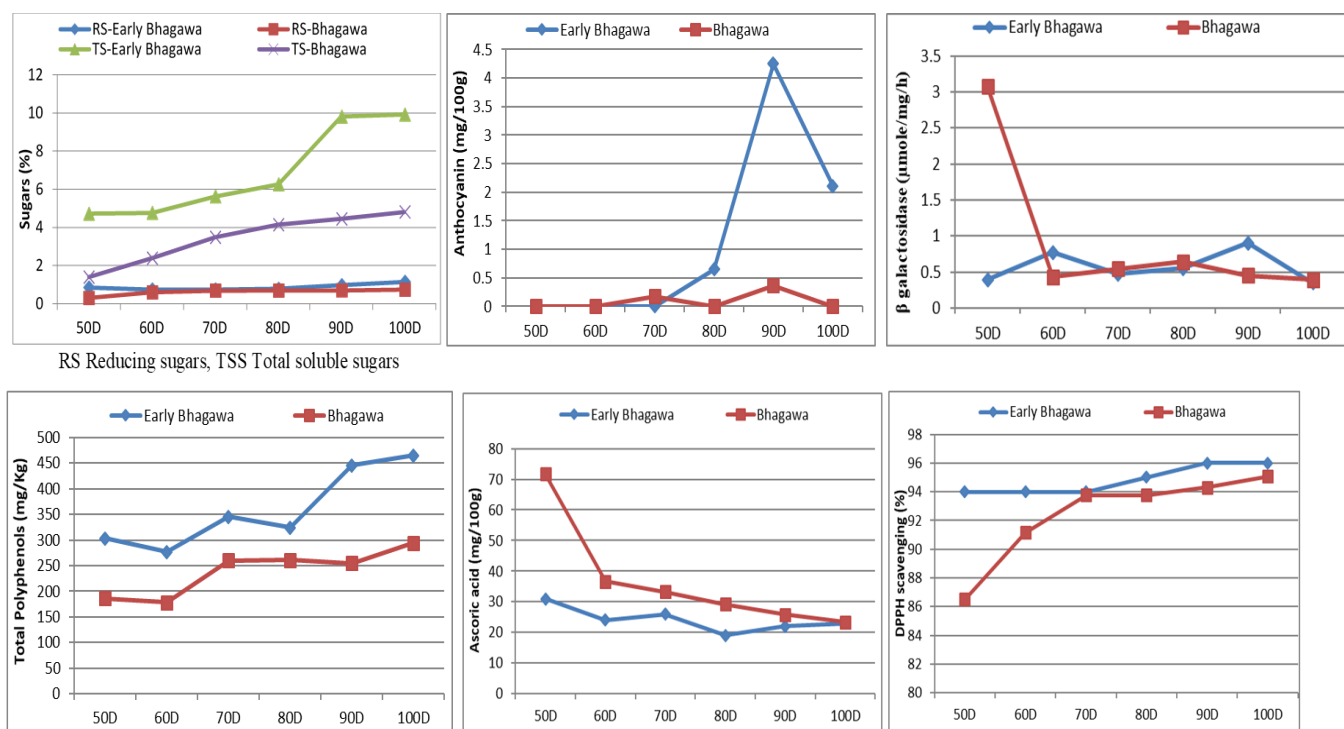 RS-Early Bhagawa RS-Bhagawa
TS-Early Bhagawa TS-Bhagawa
Sugars (%)
12
10
8
6
4
2
0
50D 60D 70D 80D 90D 100D
RS Reducing sugars, TSS Total soluble sugars
Early Bhagawa Bhagawa
Anthocyanin (mg/100g)
4.5
4
3.5
3
2.5
2
1.5
1
0.5
0
50D 60D 70D 80D 90D 100D
Early Bhagawa Bhagawa
β galactosidase (µmole/mg/h)
3.5
3
2.5
2
1.5
1
0.5
0
50D 60D 70D 80D 90D 100D
Early Bhagawa Bhagawa
Total Polyphenols (mg/Kg)
500
450
400
350
300
250
200
150
100
50
0
50D 60D 70D 80D 90D 100D
Early Bhagawa Bhagawa
Ascoric acid (mg/100g)
80
70
60
50
40
30
20
10
0
50D 60D 70D 80D 90D 100D
Early Bhagawa Bhagawa
DPPH scavenging (%)
98
96
94
92
90
88
86
84
82
80
50D 60D 70D 80D 90D 100D